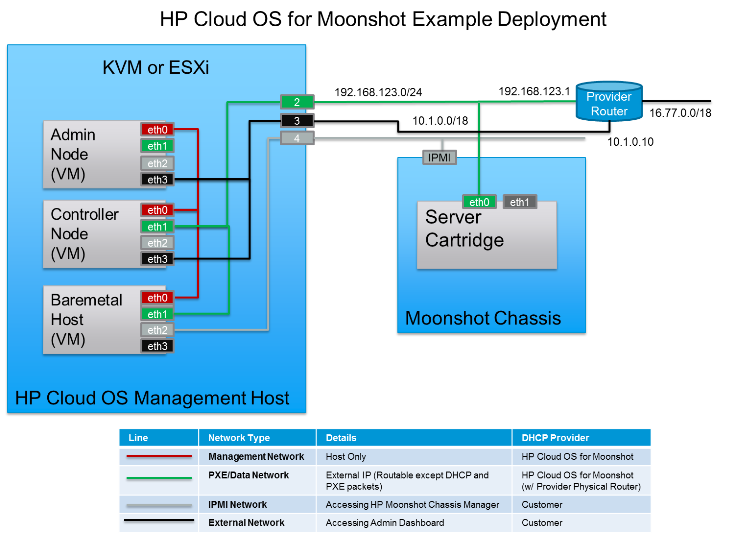 HP Cloud OS for Moonshot Example Deployment
KVM or ESXi
2
192.168.123.0/24
192.168.123.1
Provider
Router
16.77.0.0/18
3
10.1.0.0/18
4
10.1.0.10
IPMI
Admin
Node
(VM)
eth0
eth1
eth2
eth3
Controller
Node
(VM)
eth0
eth1
eth2
eth3
Baremetal
Host
(VM)
eth0
eth1
eth2
eth3
eth0
eth1
Server
Cartridge
Moonshot Chassis
HP Cloud OS Management Host
Line Network Type Details DHCP Provider
Management Network Host Only HP Cloud OS for Moonshot
PXE/Data Network External IP (Routable except DHCP and HP Cloud OS for Moonshot
PXE packets) (w/ Provider Physical Router)
IPMI Network Accessing HP Moonshot Chassis Manager Customer
External Network Accessing Admin Dashboard Customer